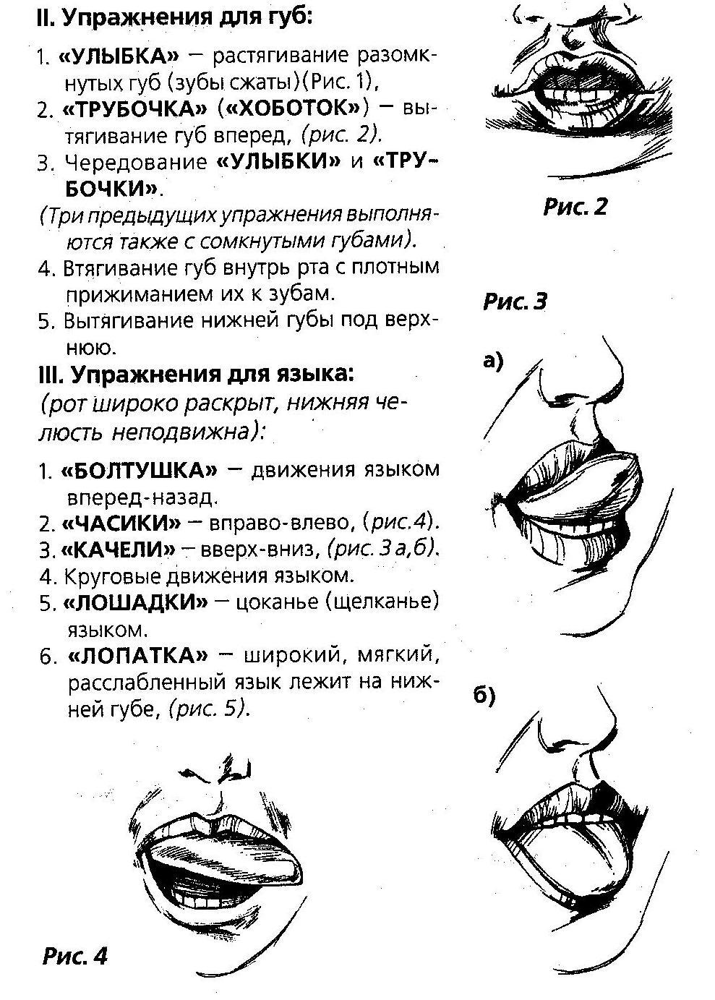 II. Упражнения для губ:
1. «УЛЫБКА» – растягивание разомк-
нутых губ (зубы сжаты)(Рис. 1),
2. «ТРУБОЧКА» («ХОБОТОК») – вы-
тягивание губ вперед, (рис. 2).
3. Чередование «УЛЫБКИ» и «ТРУ-
БОЧКИ».
(Три предыдущих упражнения выполня-
ются также с сомкнутыми губами).
4. Втягивание губ внутрь рта с плотным
прижиманием их к зубам.
5. Вытягивание нижней губы под верх-
нюю.
III. Упражнения для языка:
(рот широко раскрыт, нижняя че-
люсть неподвижна):
1. «БОЛТУШКА» – движения языком
вперед-назад.
2. «ЧАСИКИ» – вправо-влево, (рис.4).
3. «КАЧЕЛИ» – вверх-вниз, (рис. 3 а,б).
4. Круговые движения языком.
5. «ЛОШАДКИ» – цоканье (щелканье)
языком.
6. «ЛОПАТКА» – широкий, мягкий,
расслабленный язык лежит на ниж-
ней губе, (рис. 5).
Рис. 4
Рис. 2
Рис. 3
а)
б)